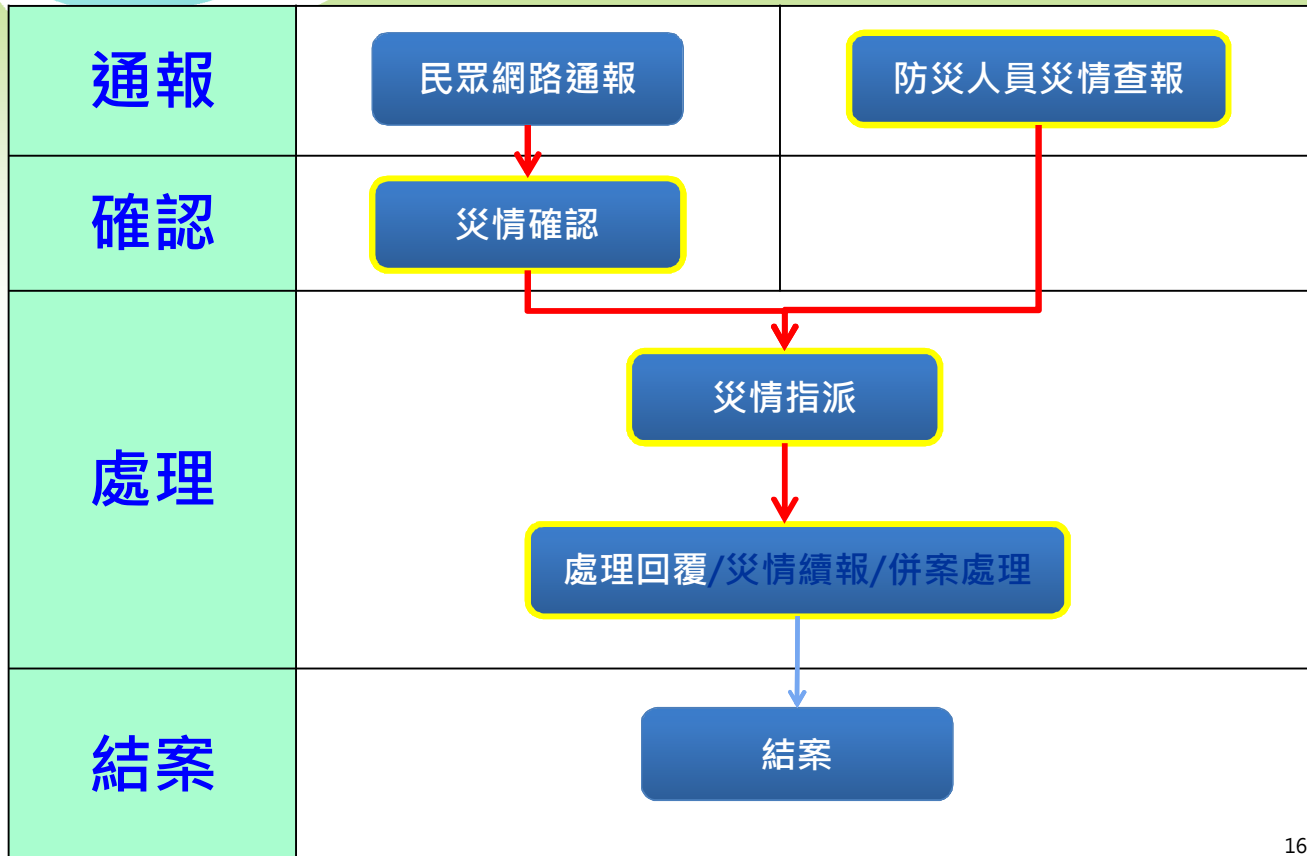 通報
民眾網路通報
防災人員災情查報
確認
災情確認
處理
災情指派
處理回覆/災情續報/併案處理
結案
結案
16